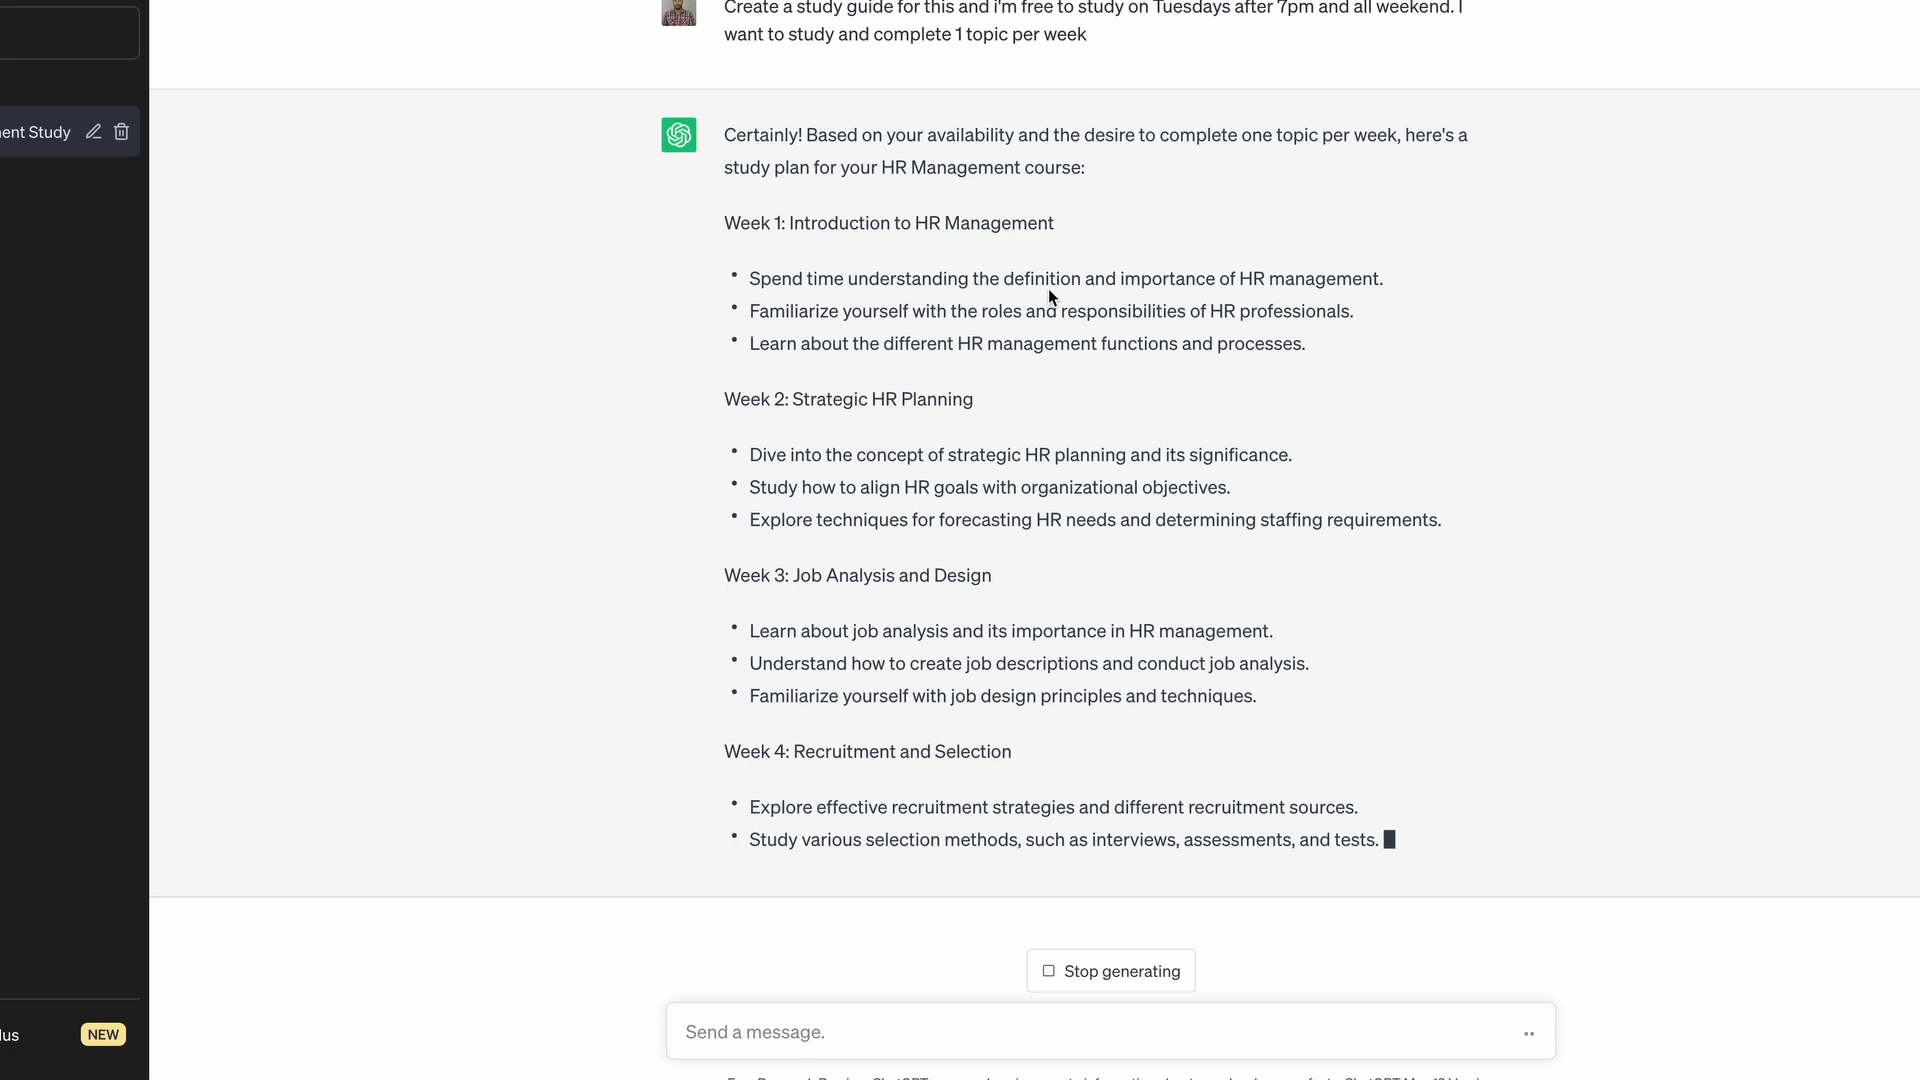 Create a study guide for this and i'm free to study on Tuesdays after 7pm and all weekend. I
want to study and complete 1 topic per week
ent Study
Certainly! Based on your availability and the desire to complete one topic per week, here's a
study plan for your HR Management course:
Week 1: Introduction to HR Management
• Spend time understanding the definition and importance of HR management.
• Familiarize yourself with the roles and responsibilities of HR professionals.
• Learn about the different HR management functions and processes.
Week 2: Strategic HR Planning
• Dive into the concept of strategic HR planning and its significance.
• Study how to align HR goals with organizational objectives.
• Explore techniques for forecasting HR needs and determining staffing requirements.
Week 3: Job Analysis and Design
• Learn about job analysis and its importance in HR management.
• Understand how to create job descriptions and conduct job analysis.
• Familiarize yourself with job design principles and techniques.
Week 4: Recruitment and Selection
• Explore effective recruitment strategies and different recruitment sources.
• Study various selection methods, such as interviews, assessments, and tests.
Stop generating
lus NEW
Send a message.